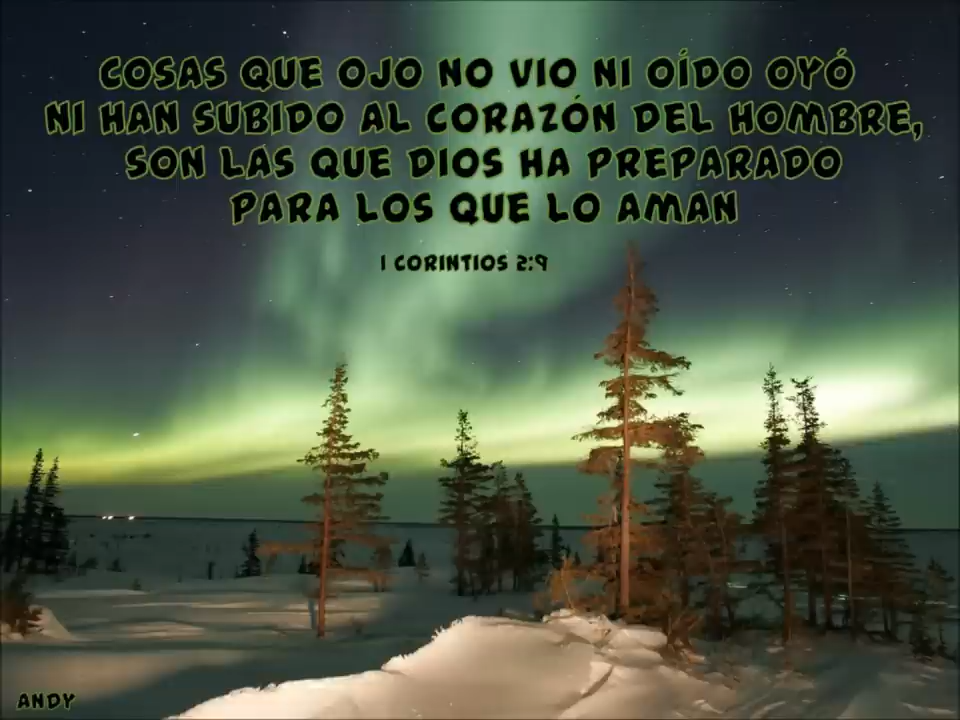 COSAS QUE OJO NO VIO NI OÍDO OYÓ
NI HAN SUBIDO AL CORAZÓN DEL HOMBRE,
SON LAS QUE DIOS HA PREPARADO
PARA LOS QUE LO AMAN
1 CORINTIOS 2:9
ANDY